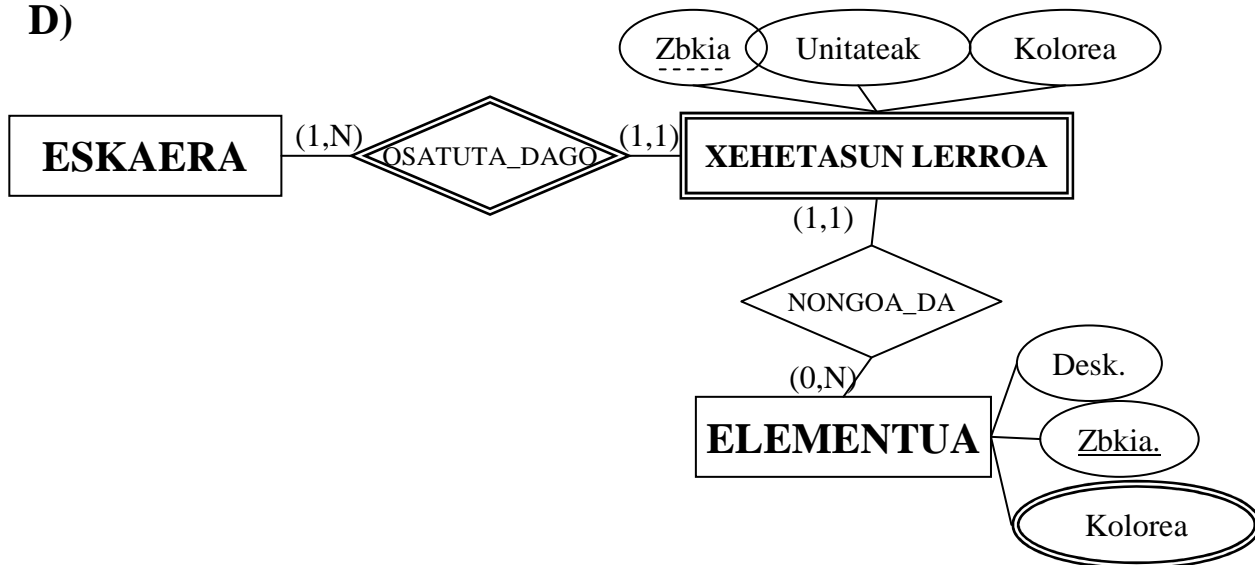 D)
Zbkia Unitateak Kolorea
ESKAERA (1,N) OSATUTA_DAGO (1,1) XEHETASUN LERROA
(1,1)
NONGOA_DA
(0,N)
Desk.
ELEMENTUA
Zbkia.
Kolorea